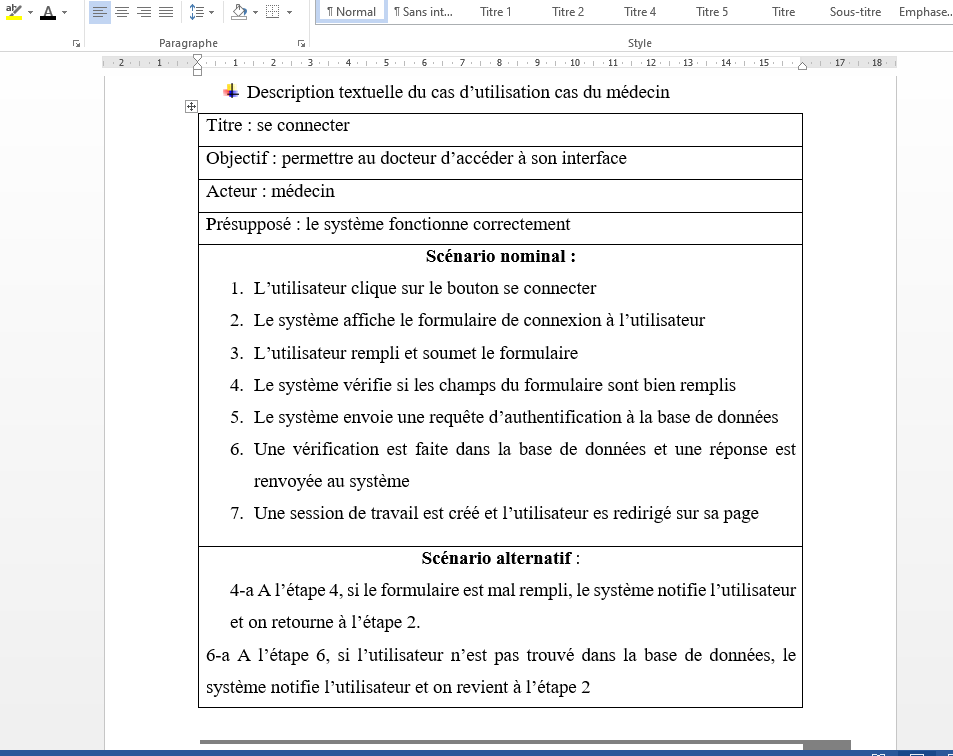 ab A
Paragraphe
¶ Normal ¶ Sans int... Titre 1 Titre 2 Titre 4 Titre 5 Titre Sous-titre Emphase...
Style
2 1 1 2 3 4 5 6 7 8 9 10 11 12 13 14 15 17 18
Description textuelle du cas d’utilisation cas du médecin
Titre : se connecter
Objectif : permettre au docteur d’accéder à son interface
Acteur : médecin
Présupposé : le système fonctionne correctement
Scénario nominal :
1. L’utilisateur clique sur le bouton se connecter
2. Le système affiche le formulaire de connexion à l’utilisateur
3. L’utilisateur rempli et soumet le formulaire
4. Le système vérifie si les champs du formulaire sont bien remplis
5. Le système envoie une requête d’authentification à la base de données
6. Une vérification est faite dans la base de données et une réponse est
renvoyée au système
7. Une session de travail est créé et l’utilisateur es redirigé sur sa page
Scénario alternatif :
4-a A l’étape 4, si le formulaire est mal rempli, le système notifie l’utilisateur
et on retourne à l’étape 2.
6-a A l’étape 6, si l’utilisateur n’est pas trouvé dans la base de données, le
système notifie l’utilisateur et on revient à l’étape 2